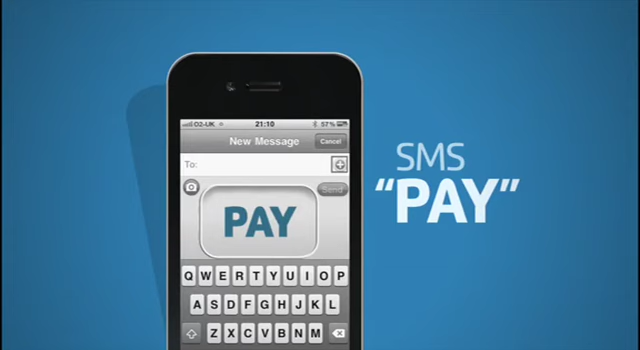 O2-UK 21:10 57%
New Message Cancel
To:
Send
PAY
QWERTYUIOP
ASDFGHJKL
ZXCVBNM
SMS
“PAY”